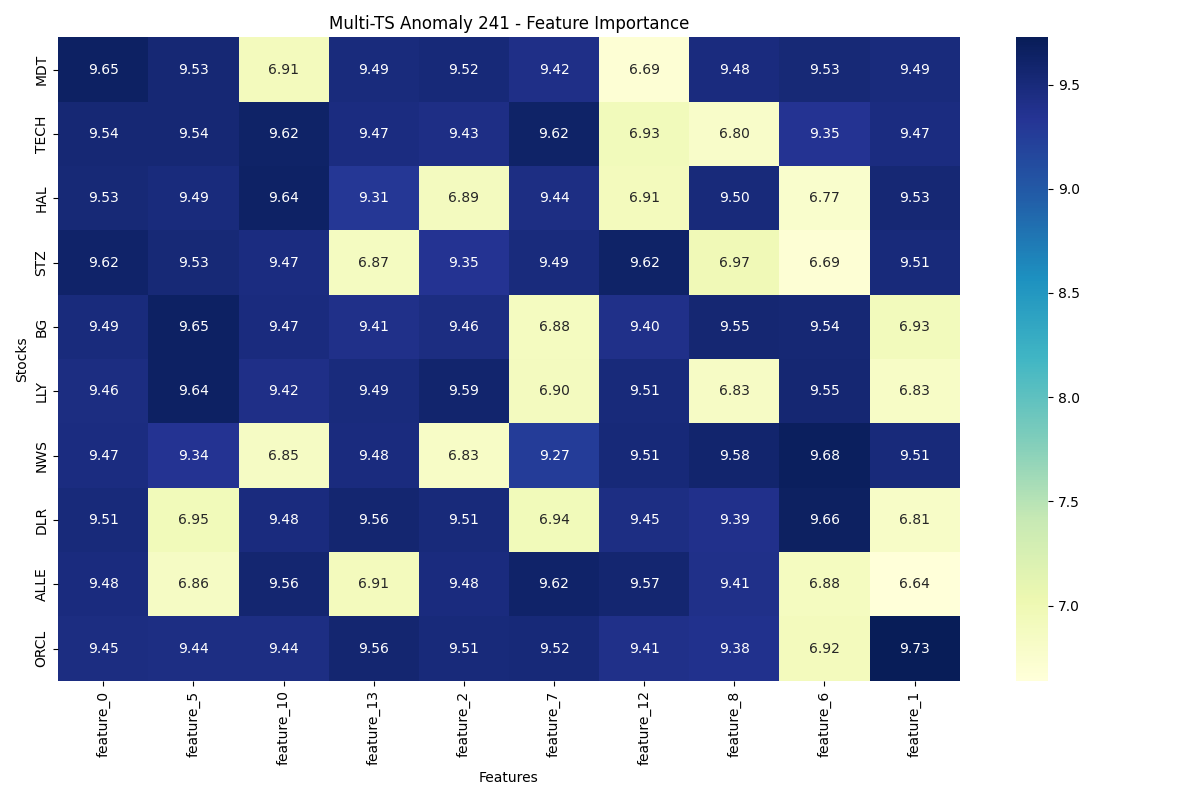 Multi-TS Anomaly 241 - Feature Importance
Stocks
MDT 9.65 9.53 6.91 9.49 9.52 9.42 6.69 9.48 9.53 9.49
TECH 9.54 9.54 9.62 9.47 9.43 9.62 6.93 6.80 9.35 9.47
HAL 9.53 9.49 9.64 9.31 6.89 9.44 6.91 9.50 6.77 9.53
STZ 9.62 9.53 9.47 6.87 9.35 9.49 9.62 6.97 6.69 9.51
BG 9.49 9.65 9.47 9.41 9.46 6.88 9.40 9.55 9.54 6.93
LLY 9.46 9.64 9.42 9.49 9.59 6.90 9.51 6.83 9.55 6.83
NWS 9.47 9.34 6.85 9.48 6.83 9.27 9.51 9.58 9.68 9.51
DLR 9.51 6.95 9.48 9.56 9.51 6.94 9.45 9.39 9.66 6.81
ALLE 9.48 6.86 9.56 6.91 9.48 9.62 9.57 9.41 6.88 6.64
ORCL 9.45 9.44 9.44 9.56 9.51 9.52 9.41 9.38 6.92 9.73
feature_0 feature_5 feature_10 feature_13 feature_2 feature_7 feature_12 feature_8 feature_6 feature_1
Features
9.5
9.0
8.5
8.0
7.5
7.0